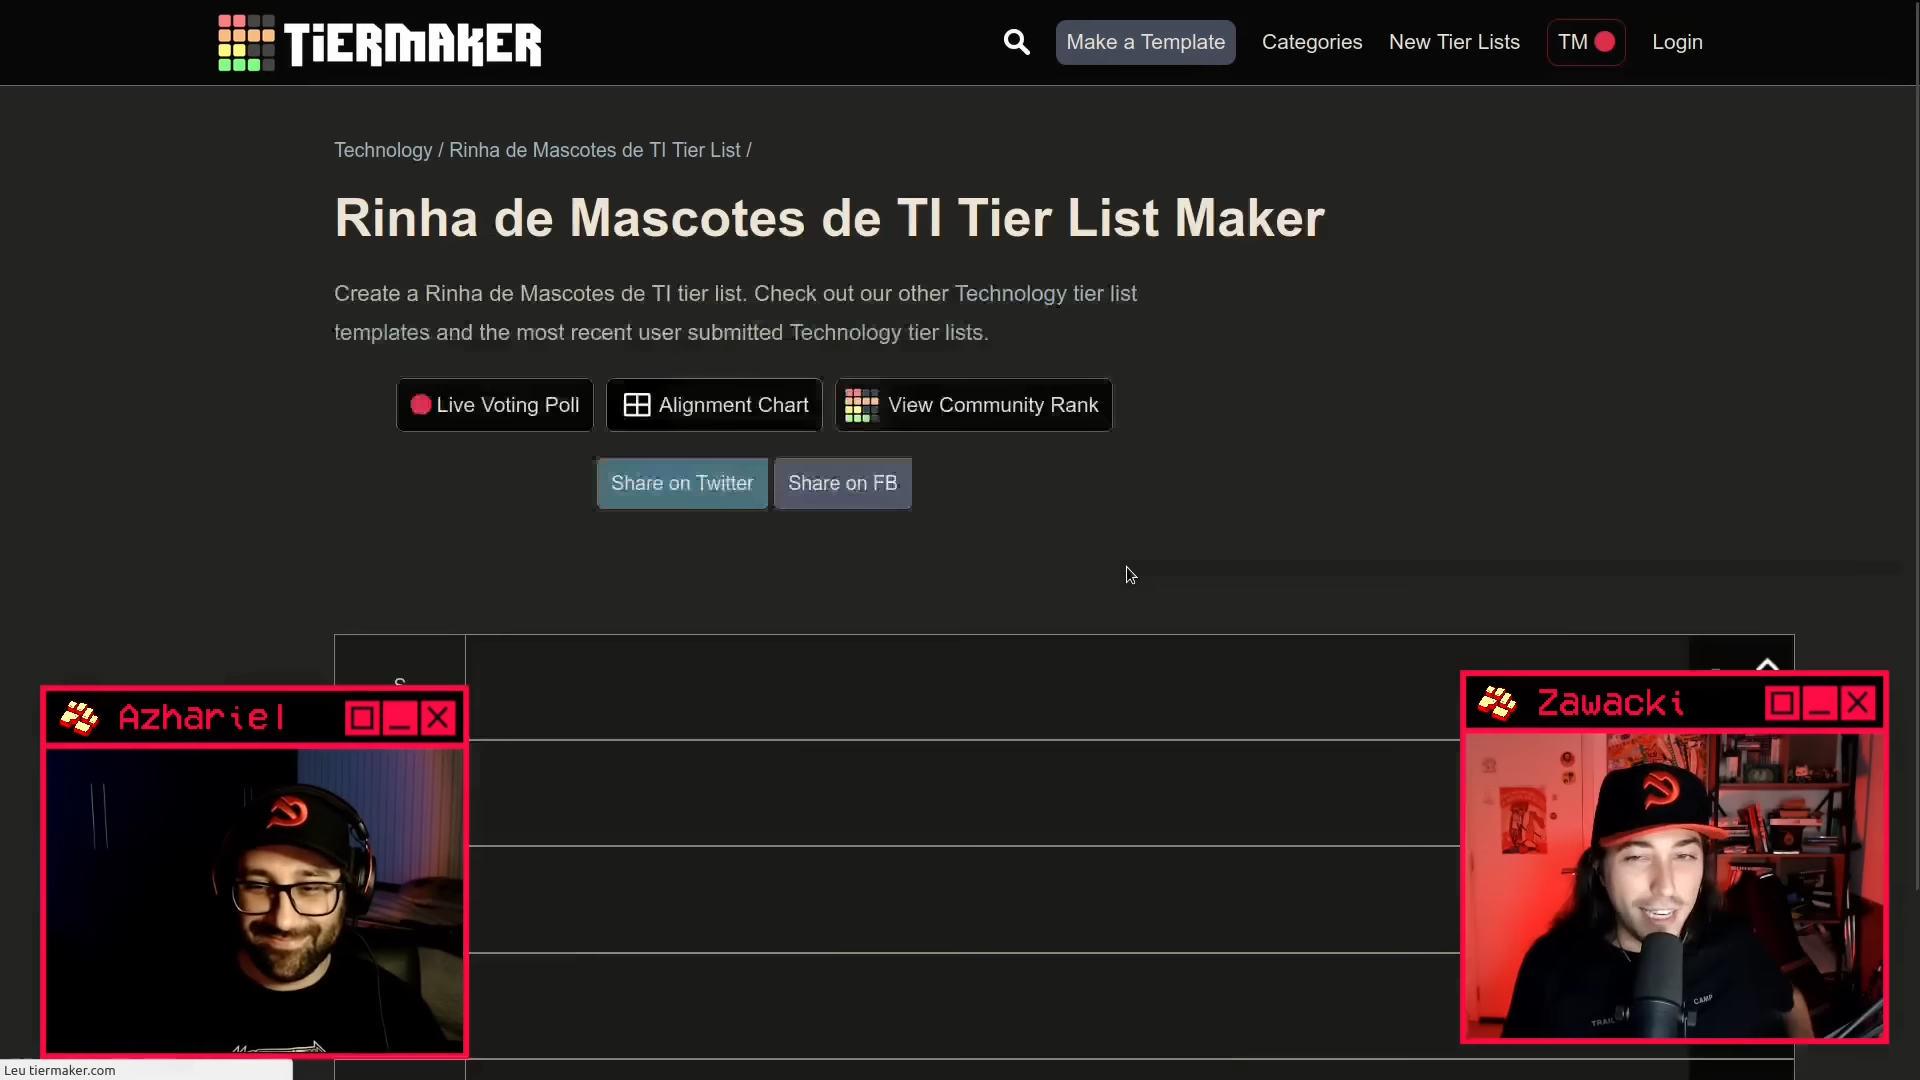 TiERMAKER
Make a Template
Categories
New Tier Lists
TM
Login
Technology / Rinha de Mascotes de TI Tier List /
Rinha de Mascotes de TI Tier List Maker
Create a Rinha de Mascotes de TI tier list. Check out our other Technology tier list
templates and the most recent user submitted Technology tier lists.
Live Voting Poll
Alignment Chart
View Community Rank
Share on Twitter
Share on FB
S
Azhariel
Zawacki
CAMP
TRAIL
Leu tiermaker.com